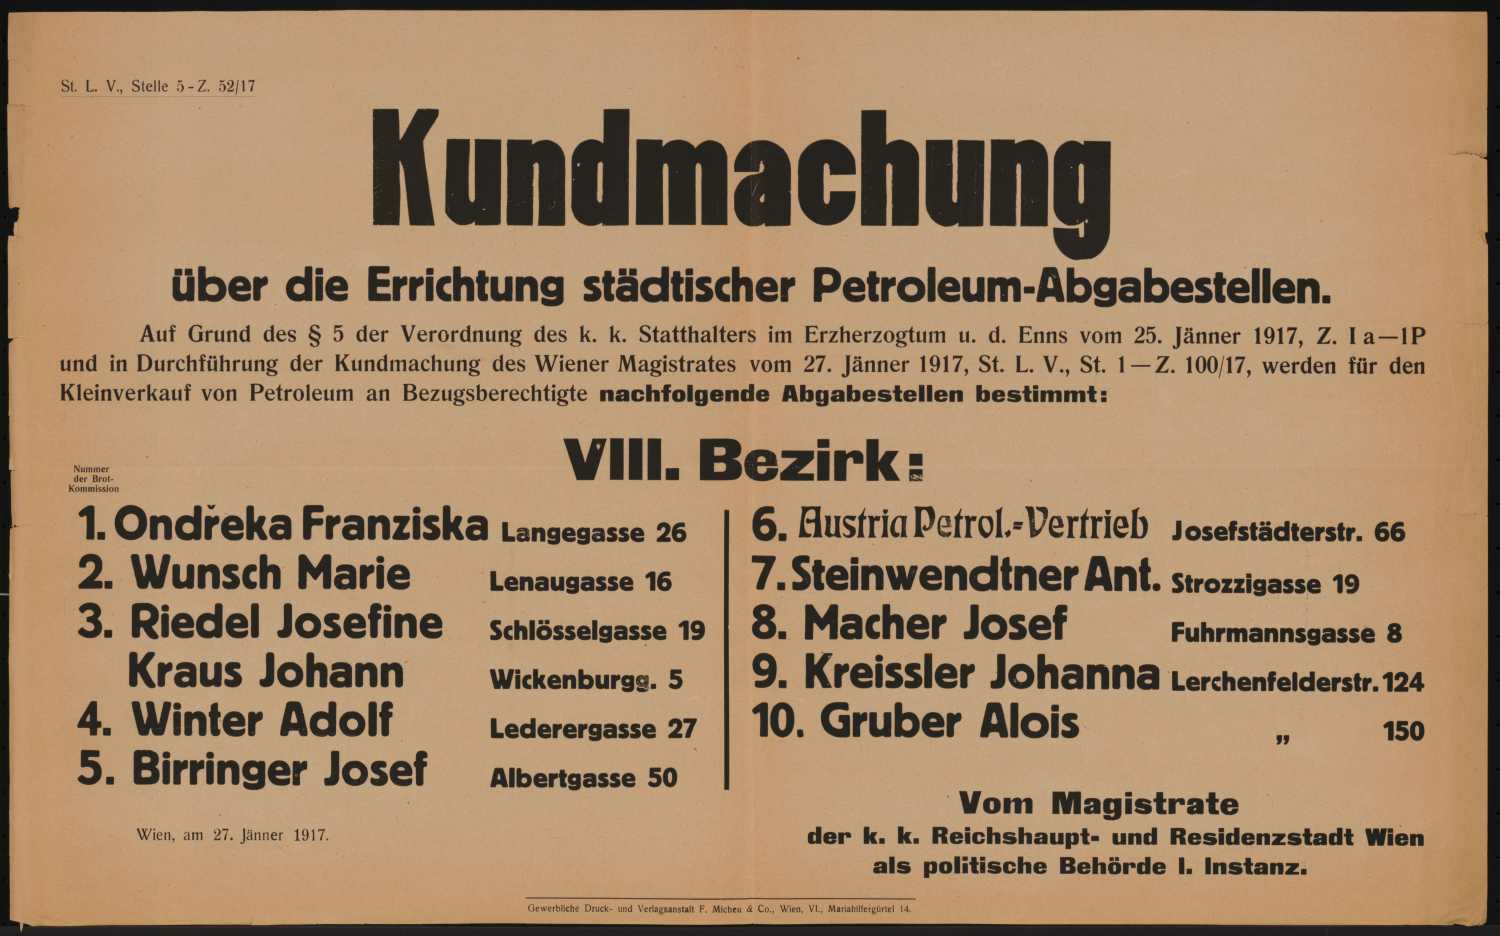 St. L. V., Stelle 5 - Z. 52/17
Kundmachung
über die Errichtung städtischer Petroleum-Abgabestellen.
Auf Grund des § 5 der Verordnung des k. k. Statthalters im Erzherzogtum u. d. Enns vom 25. Jänner 1917, Z. I a—1P
und in Durchführung der Kundmachung des Wiener Magistrates vom 27. Jänner 1917, St. L. V., St. 1 — Z. 100/17, werden für den
Kleinverkauf von Petroleum an Bezugsberechtigte nachfolgende Abgabestellen bestimmt:
VIII. Bezirk:
Nummer
der Brot-
Kommission
1. Ondřeka Franziska Langegasse 26
2. Wunsch Marie Lenaugasse 16
3. Riedel Josefine Schlösselgasse 19
Kraus Johann Wickenburgg. 5
4. Winter Adolf Lederergasse 27
5. Birringer Josef Albertgasse 50
6. Austria Petrol.-Vertrieb Josefstädterstr. 66
7. Steinwendtner Ant. Strozzigasse 19
8. Macher Josef Fuhrmannsgasse 8
9. Kreissler Johanna Lerchenfelderstr. 124
10. Gruber Alois „ 150
Wien, am 27. Jänner 1917.
Vom Magistrate
der k. k. Reichshaupt- und Residenzstadt Wien
als politische Behörde I. Instanz.
Gewerbliche Druck- und Verlagsanstalt F. Micheu & Co., Wien, VI., Mariahilfergürtel 14.